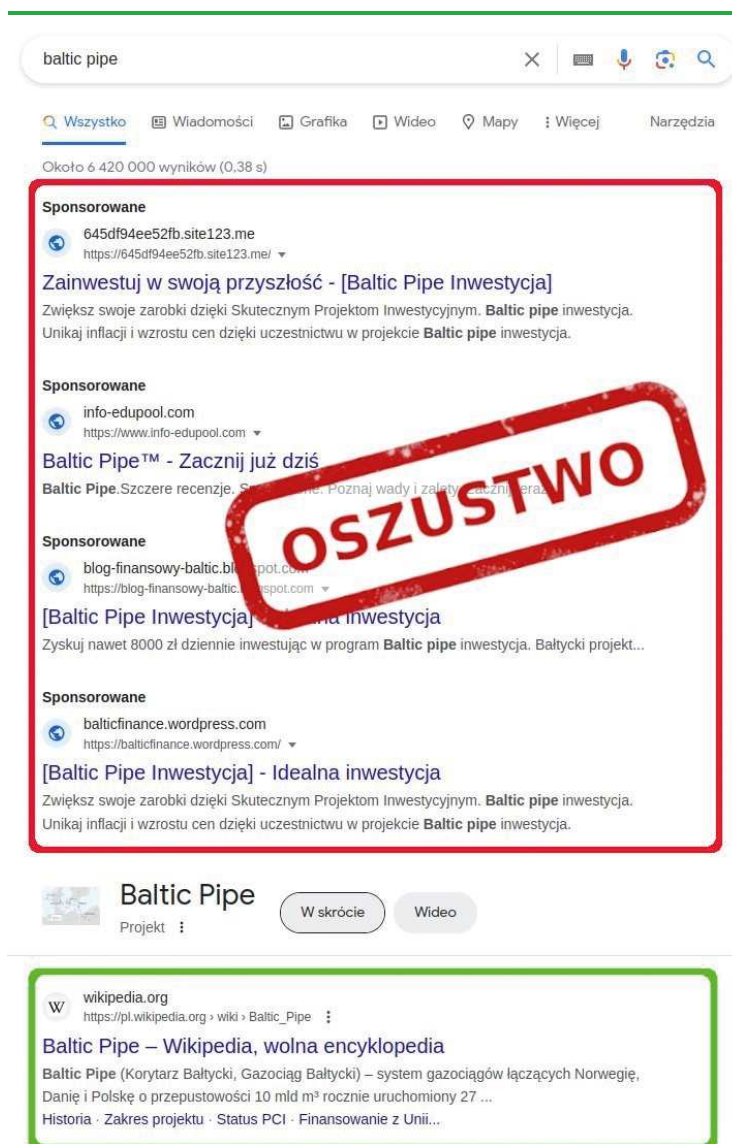 baltic pipe
Wszystko Wiadomości Grafika Wideo Mapy Więcej Narzędzia
Około 6 420 000 wyników (0,38 s)
Sponsorowane
645df94ee52fb.site123.me
https://645df94ee52fb.site123.me/
Zainwestuj w swoją przyszłość - [Baltic Pipe Inwestycja]
Zwiększ swoje zarobki dzięki Skutecznym Projektom Inwestycyjnym. Baltic pipe inwestycja.
Unikaj inflacji i wzrostu cen dzięki uczestnictwu w projekcie Baltic pipe inwestycja.
Sponsorowane
info-edupool.com
https://www.info-edupool.com
Baltic Pipe™ - Zacznij już dziś
Baltic Pipe.Szczere recenzje. Poznaj wady i zalety.
OSZUSTWO
Sponsorowane
blog-finansowy-baltic.blogspot.com
https://blog-finansowy-baltic.blogspot.com
[Baltic Pipe Inwestycja] inwestycja
Zyskuj nawet 8000 zł dziennie inwestując w program Baltic pipe inwestycja. Bałtycki projekt...
Sponsorowane
balticfinance.wordpress.com
https://balticfinance.wordpress.com/
[Baltic Pipe Inwestycja] - Idealna inwestycja
Zwiększ swoje zarobki dzięki Skutecznym Projektom Inwestycyjnym. Baltic pipe inwestycja.
Unikaj inflacji i wzrostu cen dzięki uczestnictwu w projekcie Baltic pipe inwestycja.
Baltic Pipe
Projekt
W skrócie Wideo
W wikipedia.org
https://pl.wikipedia.org › wiki › Baltic_Pipe
Baltic Pipe – Wikipedia, wolna encyklopedia
Baltic Pipe (Korytarz Bałtycki, Gazociąg Bałtycki) – system gazociągów łączących Norwegię,
Danię i Polskę o przepustowości 10 mld m³ rocznie uruchomiony 27 ...
Historia · Zakres projektu · Status PCI · Finansowanie z Unii...